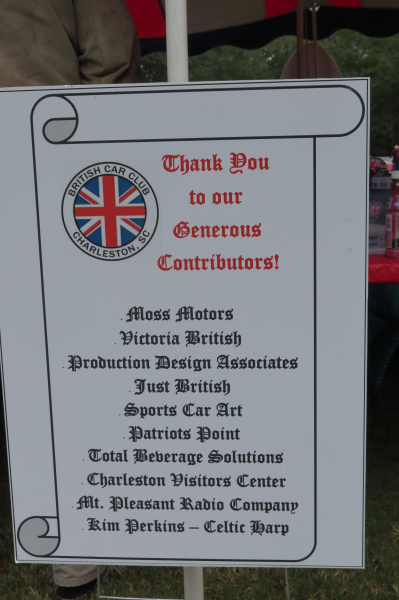 BRITISH CAR CLUB
CHARLESTON, SC
Thank You
to our
Generous
Contributors!
Moss Motors
Victoria British
Production Design Associates
Just British
Sports Car Art
Patriots Point
Total Beverage Solutions
Charleston Visitors Center
Mt. Pleasant Radio Company
Kim Perkins – Celtic Harp